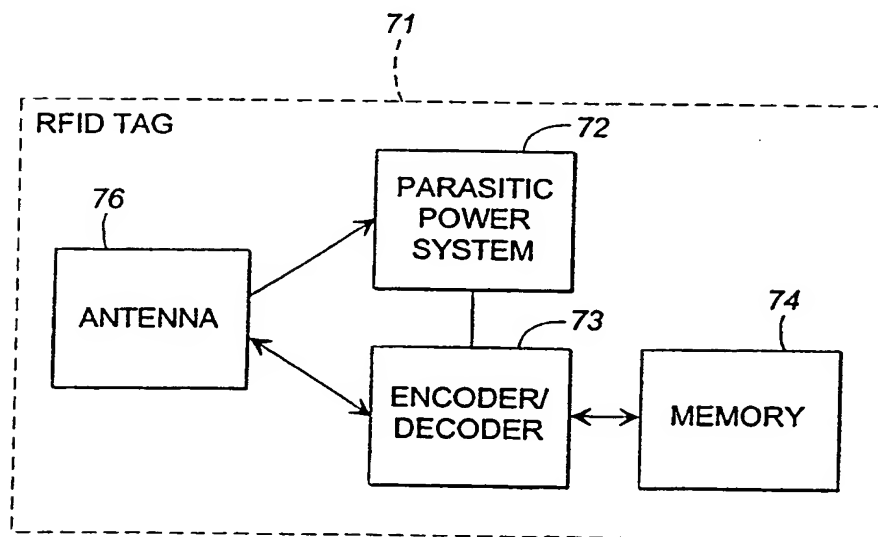 71
RFID TAG
72
PARASITIC
POWER
SYSTEM
76
ANTENNA
73
ENCODER/
DECODER
74
MEMORY